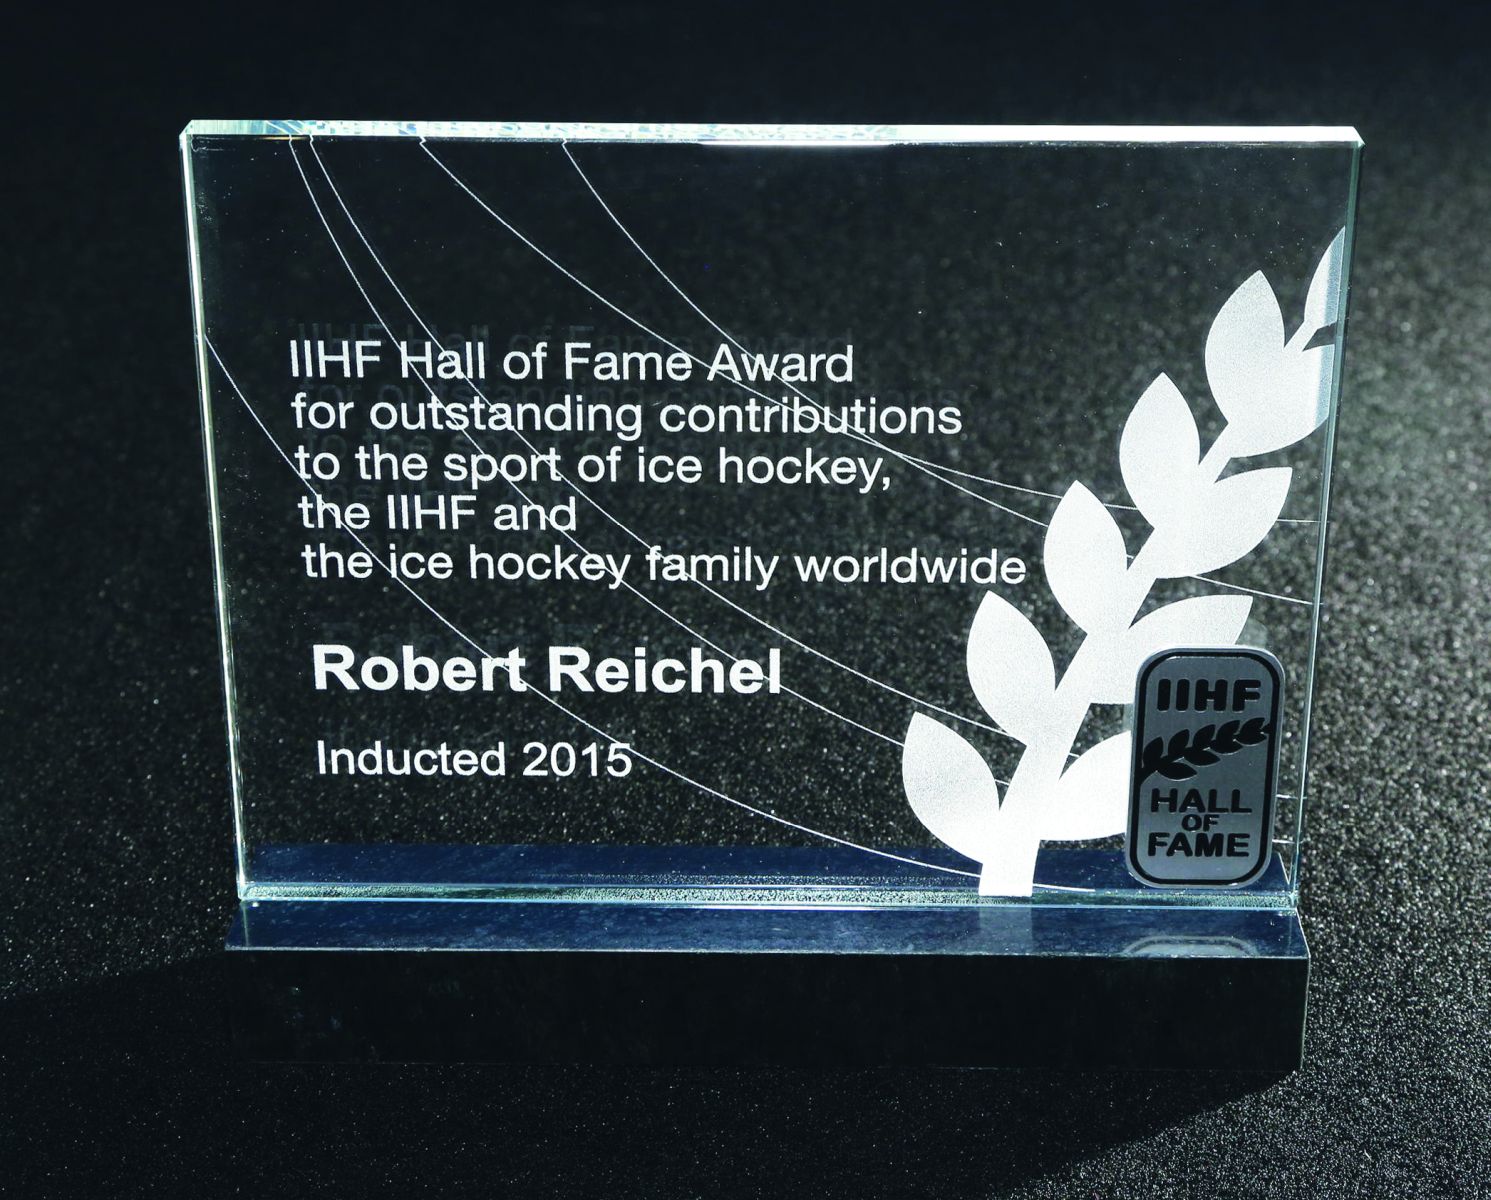 IIHF Hall of Fame Award
for outstanding contributions
to the sport of ice hockey,
the IIHF and
the ice hockey family worldwide
Robert Reichel
Inducted 2015
IIHF
HALL
OF
FAME